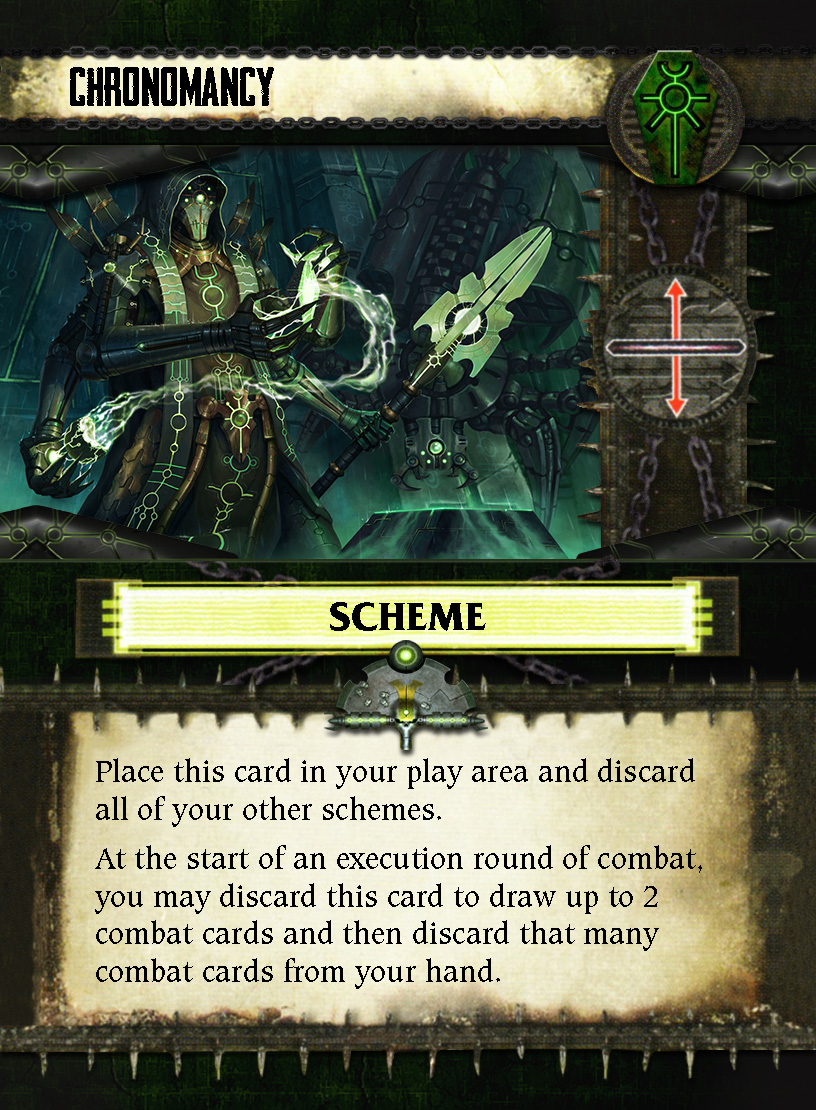 CHRONOMANCY
SCHEME
Place this card in your play area and discard
all of your other schemes.
At the start of an execution round of combat,
you may discard this card to draw up to 2
combat cards and then discard that many
combat cards from your hand.